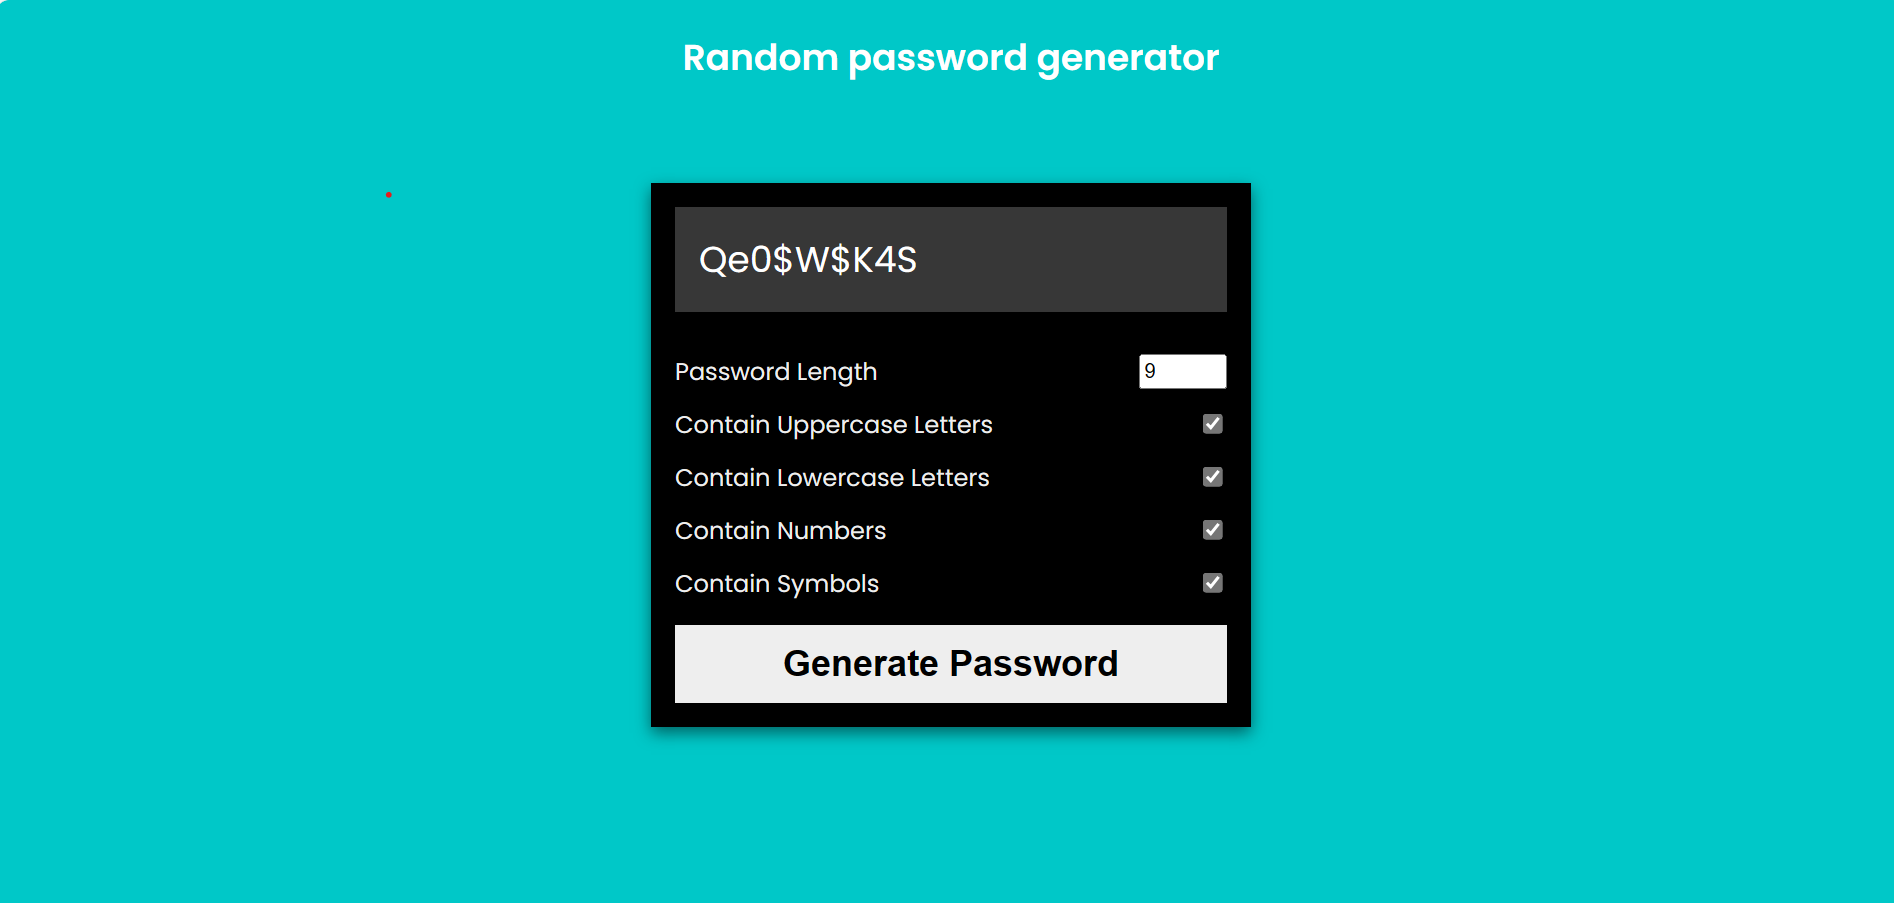 Random password generator
Qe0$W$K4S
Password Length
9
Contain Uppercase Letters
Contain Lowercase Letters
Contain Numbers
Contain Symbols
Generate Password